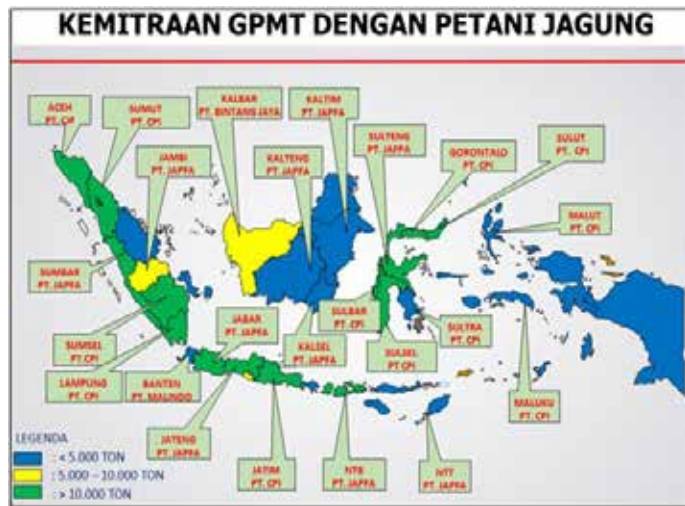 KEMITRAAN GPMT DENGAN PETANI JAGUNG
ACEH
PT. CPI
SUMUT
PT. CPI
KALBAR
PT. BINTANG JAYA
KALTIM
PT. JAPFA
JAMBI
PT. JAPFA
KALTENG
PT. JAPFA
SULTENG
PT. JAPFA
GORONTALO
PT. CPI
SULUT
PT. CPI
MALUT
PT. CPI
SUMBAR
PT. JAPFA
SUMSEL
PT CPI
LAMPUNG
PT. CPI
JABAR
PT. JAPFA
BANTEN
PT. MALINDO
KALSEL
PT. JAPFA
SULBAR
PT. CPI
SULSEL
PT CPI
SULTRA
PT. CPI
MALUKU
PT. CPI
JATENG
PT. JAPFA
JATIM
PT. CPI
NTB
PT. JAPFA
NTT
PT. JAPFA
LEGENDA
: < 5.000 TON
: 5.000 – 10.000 TON
: > 10.000 TON